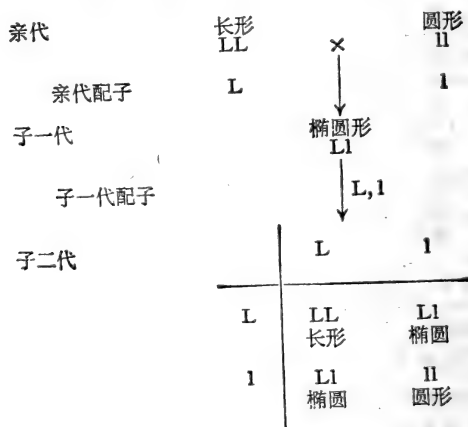 亲代 长形 圆形
LL × ll
亲代配子 L l
子一代 椭圆形
Ll
子一代配子 L, l
子二代 L l
L LL Ll
长形 椭圆
l Ll ll
椭圆 圆形